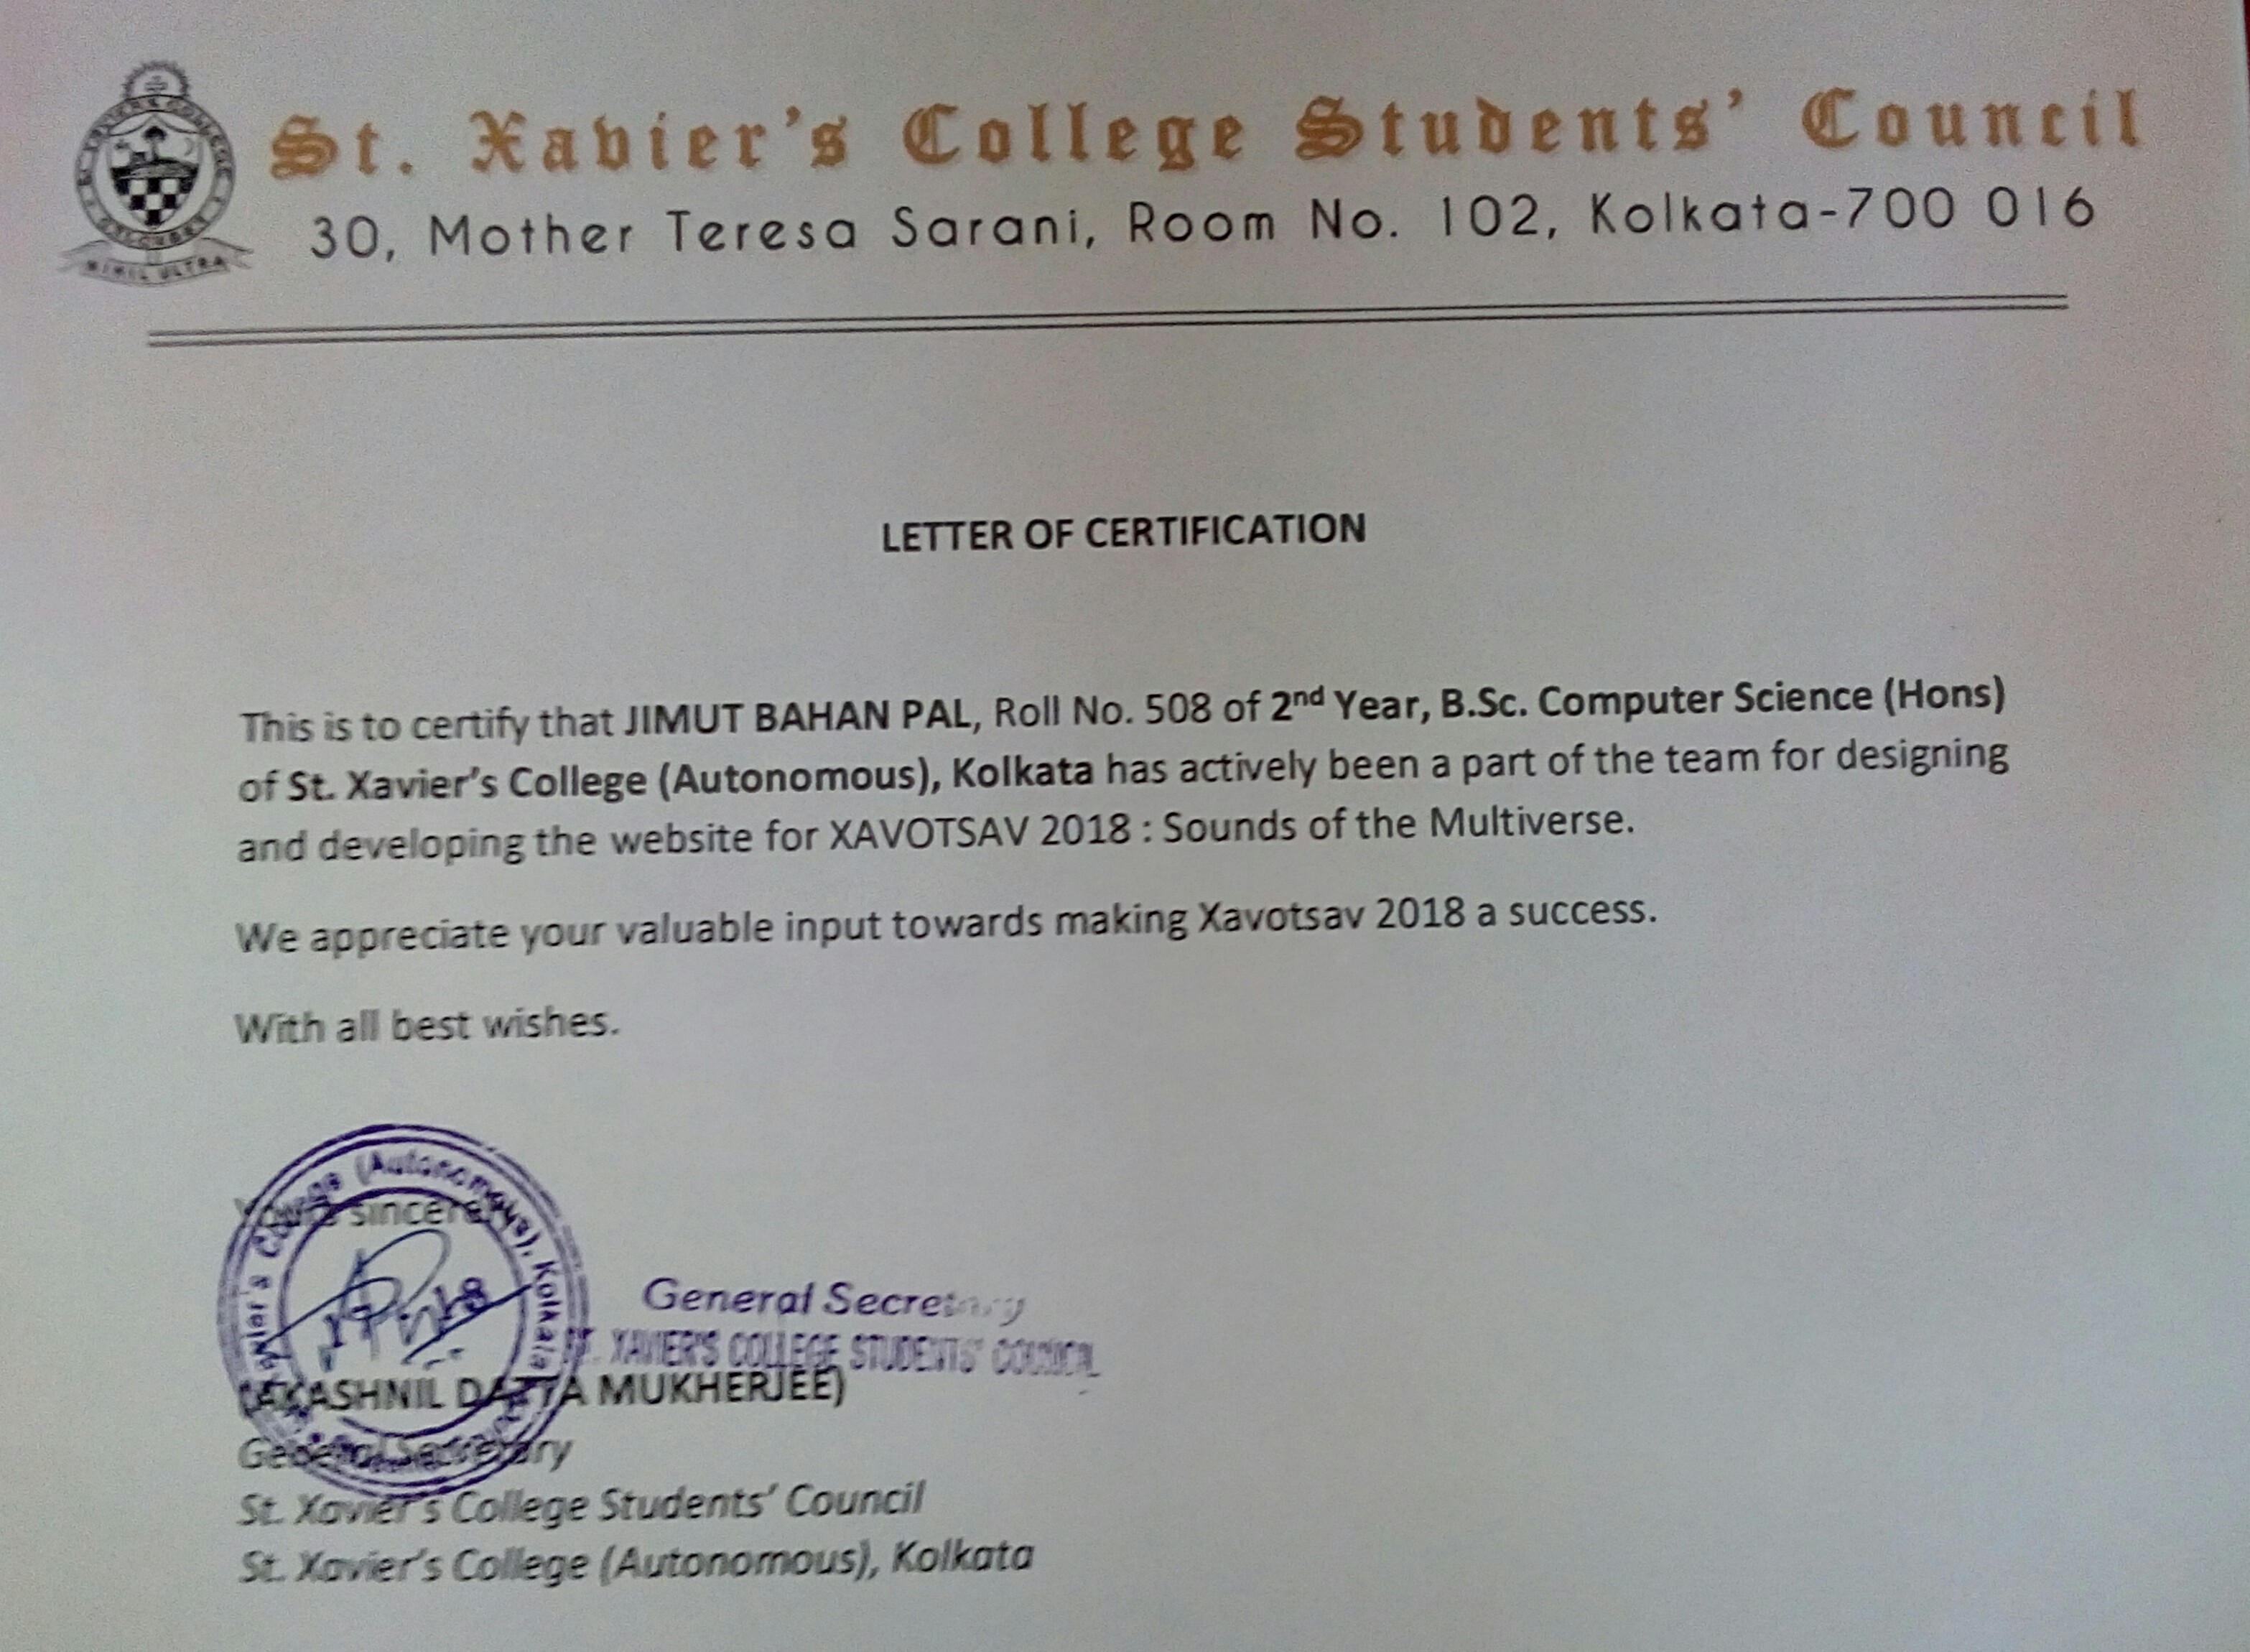 St. Xavier's College Students' Council
30, Mother Teresa Sarani, Room No. 102, Kolkata-700 016
NIHIL ULTRA
LETTER OF CERTIFICATION
This is to certify that JIMUT BAHAN PAL, Roll No. 508 of 2nd Year, B.Sc. Computer Science (Hons)
of St. Xavier's College (Autonomous), Kolkata has actively been a part of the team for designing
and developing the website for XAVOTSAV 2018 : Sounds of the Multiverse.
We appreciate your valuable input towards making Xavotsav 2018 a success.
With all best wishes.
Yours sincerely
College (Autonomous), Kolkata
General Secretary
XAVIER'S COLLEGE STUDENTS' COUNCIL
(AKASHNIL DATTA MUKHERJEE)
General Secretary
St. Xavier's College Students' Council
St. Xavier's College (Autonomous), Kolkata